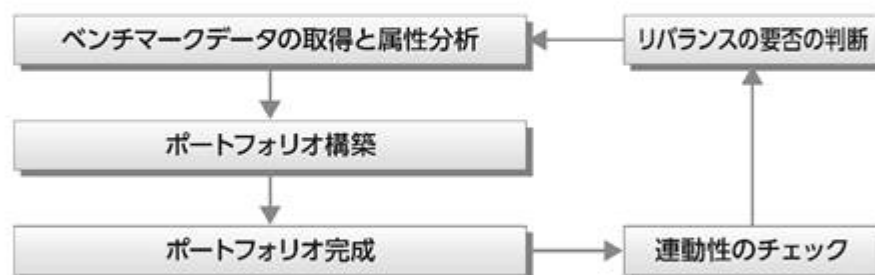 ベンチマークデータの取得と属性分析
リバランスの要否の判断
ポートフォリオ構築
ポートフォリオ完成
連動性のチェック